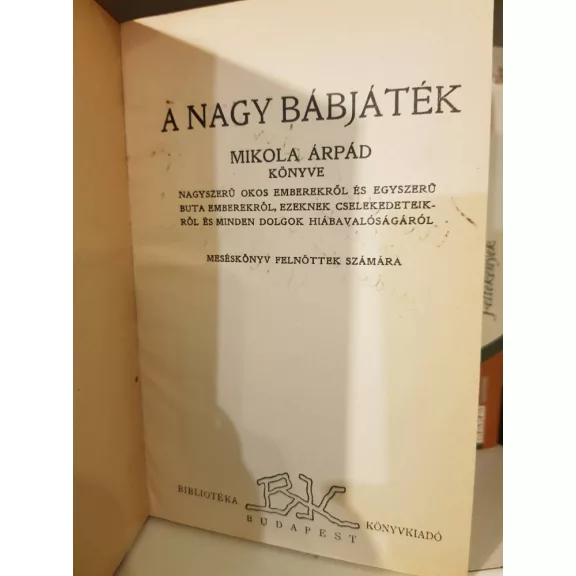 A NAGY BÁBJÁTÉK
MIKOLA ÁRPÁD
KÖNYVE
NAGYSZERŰ OKOS EMBEREKRŐL ÉS EGYSZERŰ
BUTA EMBEREKRŐL, EZEKNEK CSELEKEDETEIK-
RŐL ÉS MINDEN DOLGOK HIÁBAVALÓSÁGÁRÓL
MESÉSKÖNYV FELNŐTTEK SZÁMÁRA
BIBLIOTÉKA BK KÖNYVKIADÓ
BUDAPEST